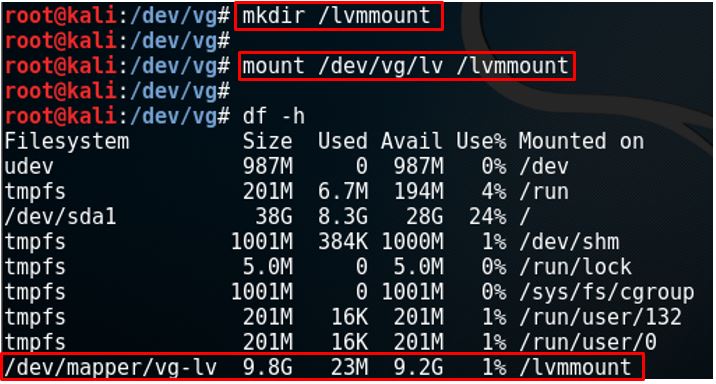 root@kali:/dev/vg# mkdir /lvmmount
root@kali:/dev/vg#
root@kali:/dev/vg# mount /dev/vg/lv /lvmmount
root@kali:/dev/vg#
root@kali:/dev/vg# df -h
Filesystem         Size  Used Avail Use% Mounted on
udev               987M     0  987M   0% /dev
tmpfs              201M  6.7M  194M   4% /run
/dev/sda1           38G  8.3G   28G  24% /
tmpfs             1001M  384K 1000M   1% /dev/shm
tmpfs              5.0M     0  5.0M   0% /run/lock
tmpfs             1001M     0 1001M   0% /sys/fs/cgroup
tmpfs              201M   16K  201M   1% /run/user/132
tmpfs              201M   16K  201M   1% /run/user/0
/dev/mapper/vg-lv  9.8G   23M  9.2G   1% /lvmmount